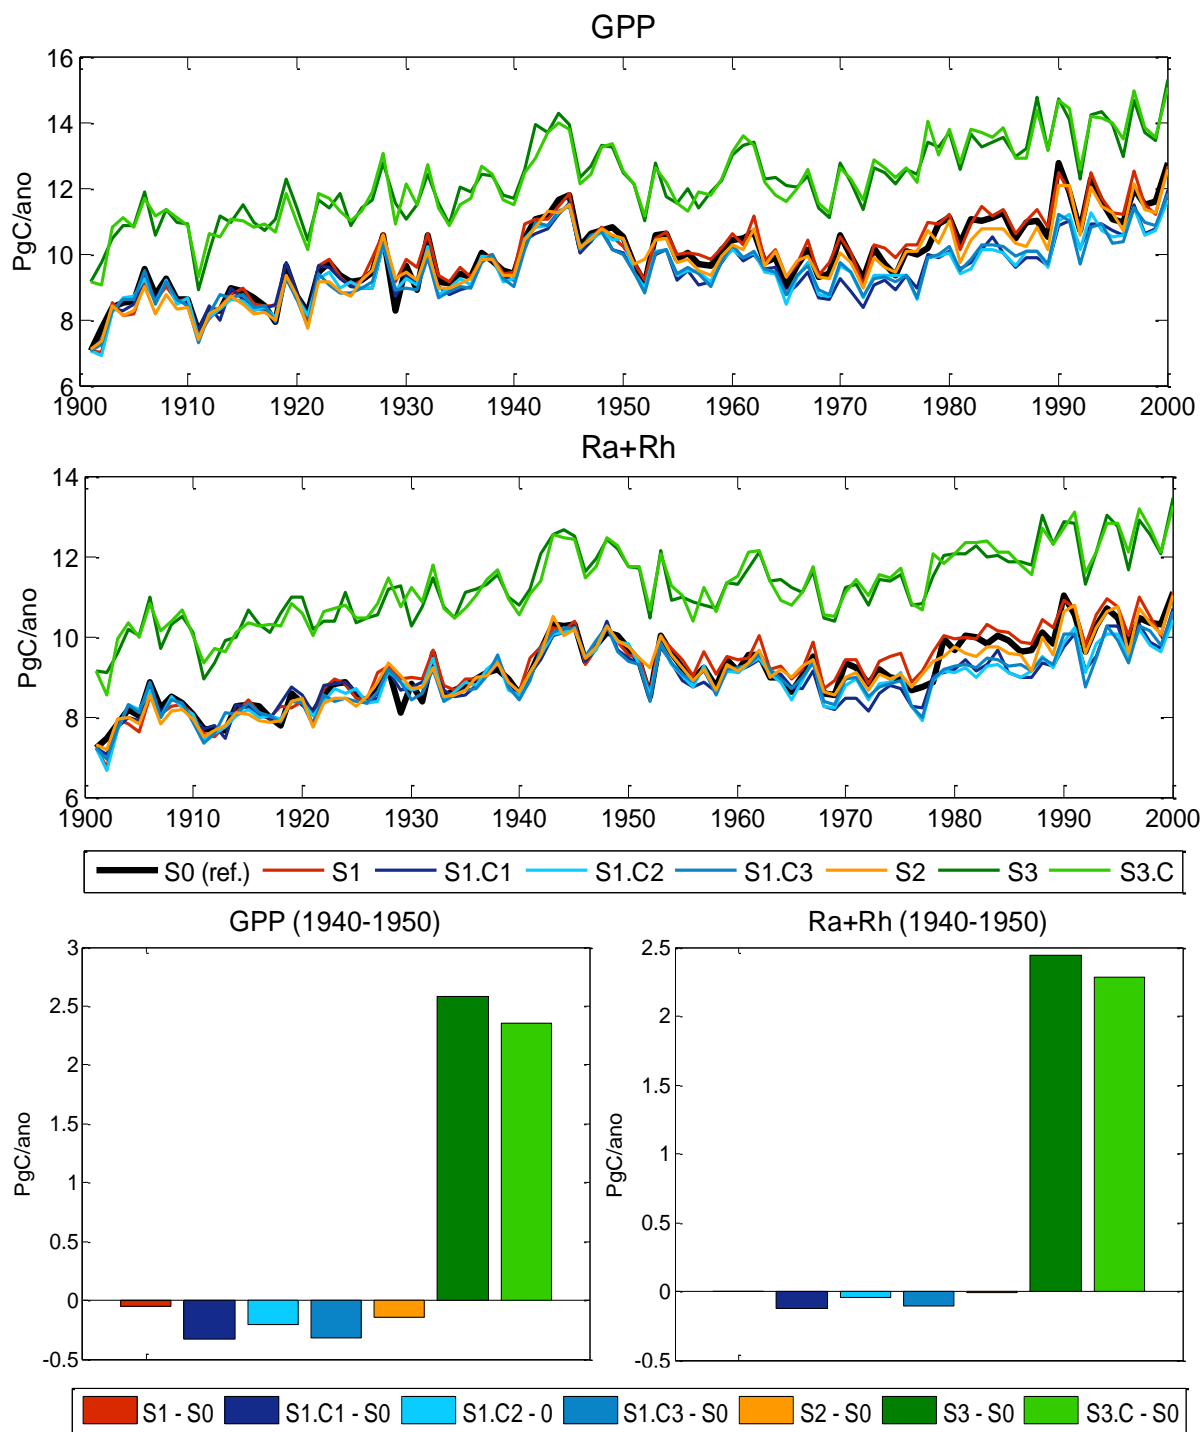 GPP
16
14
12
10
8
6
PgC/ano
1900 1910 1920 1930 1940 1950 1960 1970 1980 1990 2000
Ra+Rh
14
12
10
8
6
PgC/ano
1900 1910 1920 1930 1940 1950 1960 1970 1980 1990 2000
S0 (ref.) S1 S1.C1 S1.C2 S1.C3 S2 S3 S3.C
GPP (1940-1950)
3
2.5
2
1.5
1
0.5
0
-0.5
PgC/ano
Ra+Rh (1940-1950)
2.5
2
1.5
1
0.5
0
-0.5
PgC/ano
S1 - S0 S1.C1 - S0 S1.C2 - 0 S1.C3 - S0 S2 - S0 S3 - S0 S3.C - S0